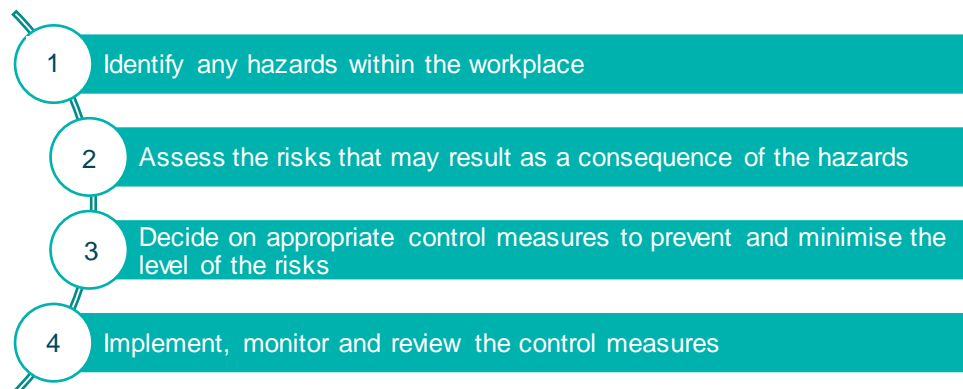 1
Identify any hazards within the workplace
2
Assess the risks that may result as a consequence of the hazards
3
Decide on appropriate control measures to prevent and minimise the
level of the risks
4
Implement, monitor and review the control measures